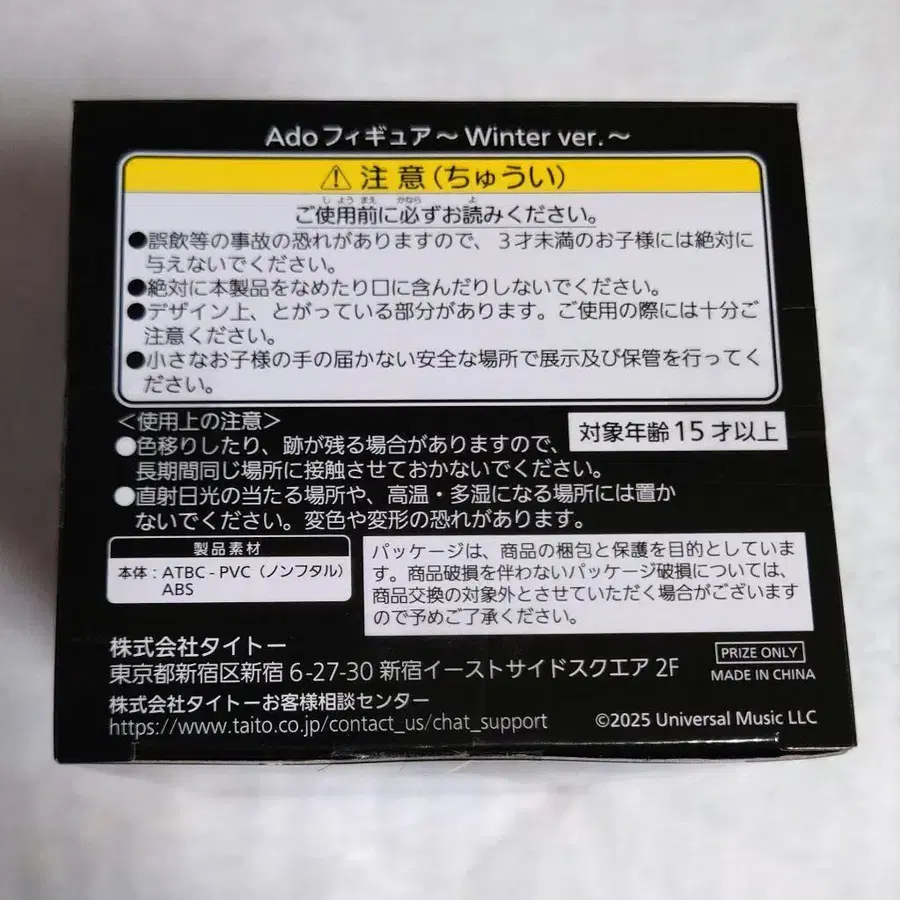 Adoフィギュア～Winter ver.～
⚠注意(ちゅうい)
ご使用前に必ずお読みください。
●誤飲等の事故の恐れがありますので、3才未満のお子様には絶対に
与えないでください。
●絶対に本製品をなめたり口に含んだりしないでください。
●デザイン上、とがっている部分があります。ご使用の際には十分ご
注意ください。
●小さなお子様の手の届かない安全な場所で展示及び保管を行ってく
ださい。
＜使用上の注意＞
●色移りしたり、跡が残る場合がありますので、
長期間同じ場所に接触させておかないでください。
対象年齢15才以上
●直射日光の当たる場所や、高温・多湿になる場所には置か
ないでください。変色や変形の恐れがあります。
製品素材
本体：ATBC-PVC（ノンフタル）
ABS
パッケージは、商品の梱包と保護を目的としていま
す。商品破損を伴わないパッケージ破損については、
商品交換の対象外とさせていただく場合がございます
ので予めご了承ください。
株式会社タイトー
東京都新宿区新宿 6-27-30 新宿イーストサイドスクエア 2F
株式会社タイトーお客様相談センター
https://www.taito.co.jp/contact_us/chat_support
PRIZE ONLY
MADE IN CHINA
©2025 Universal Music LLC